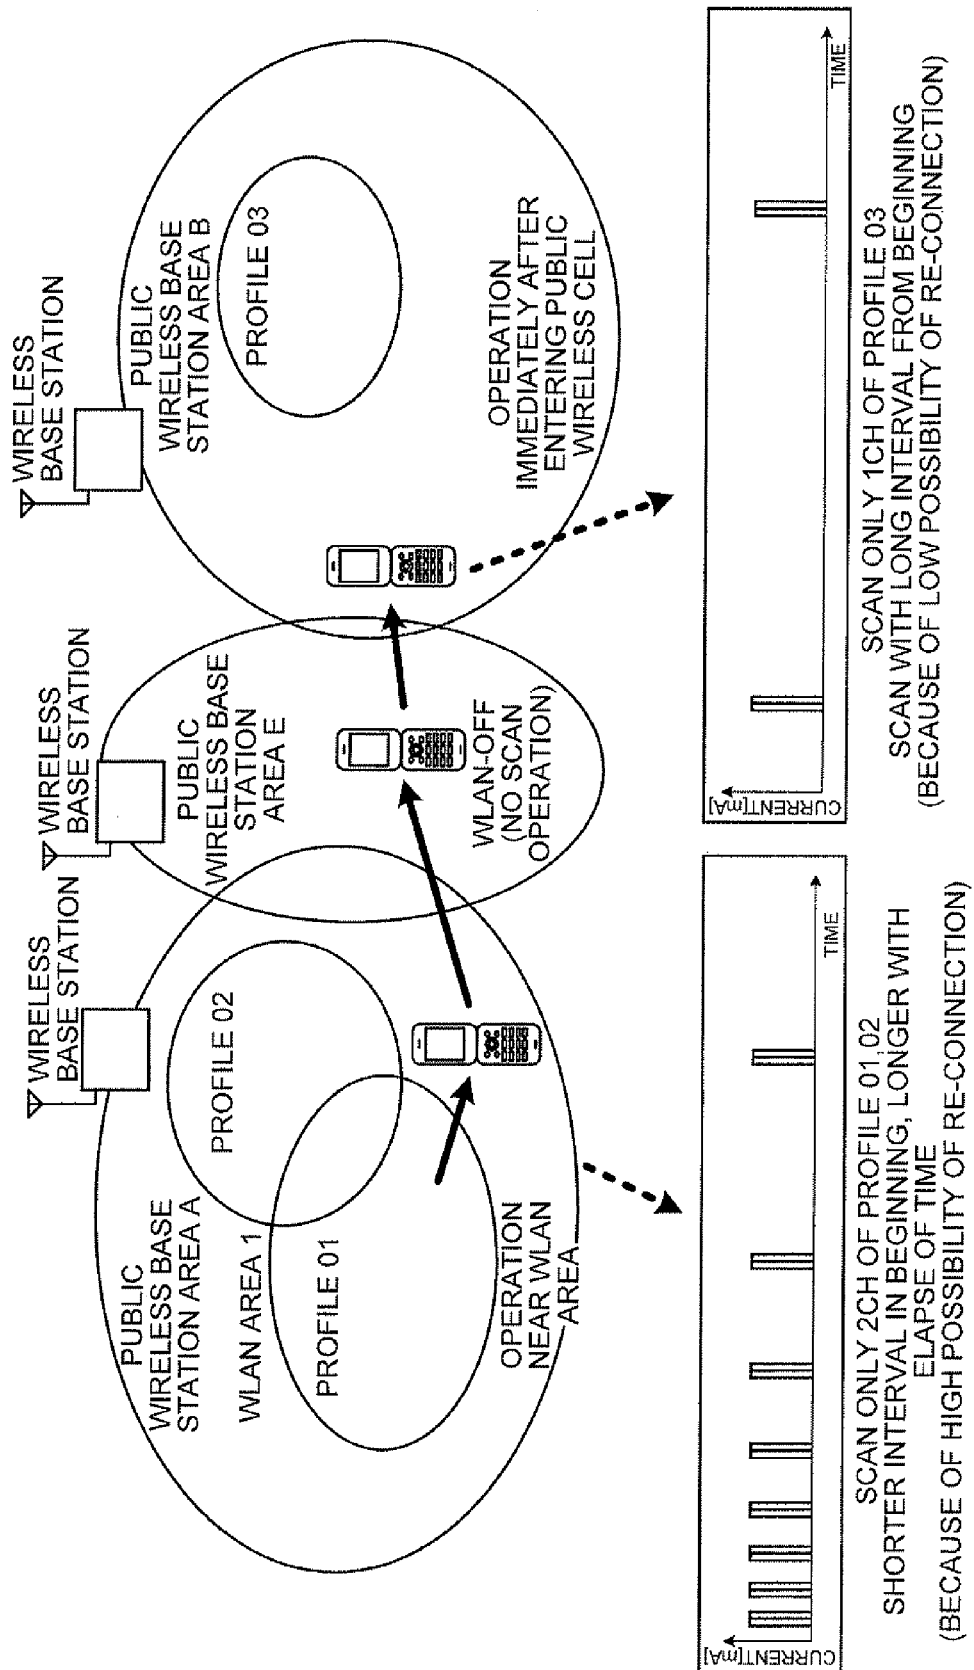 WIRELESS
BASE STATION
PUBLIC
WIRELESS BASE
STATION AREA A
WLAN AREA 1
PROFILE 01
PROFILE 02
OPERATION
NEAR WLAN
AREA
WIRELESS
BASE STATION
PUBLIC
WIRELESS BASE
STATION
AREA E
WLAN-OFF
(NO SCAN
OPERATION)
WIRELESS
BASE STATION
PUBLIC
WIRELESS BASE
STATION AREA B
PROFILE 03
OPERATION
IMMEDIATELY AFTER
ENTERING PUBLIC
WIRELESS CELL
CURRENT[mA]
TIME
SCAN ONLY 2CH OF PROFILE 01,02
SHORTER INTERVAL IN BEGINNING, LONGER WITH
ELAPSE OF TIME
(BECAUSE OF HIGH POSSIBILITY OF RE-CONNECTION)
CURRENT[mA]
TIME
SCAN ONLY 1CH OF PROFILE 03
SCAN WITH LONG INTERVAL FROM BEGINNING
(BECAUSE OF LOW POSSIBILITY OF RE-CONNECTION)